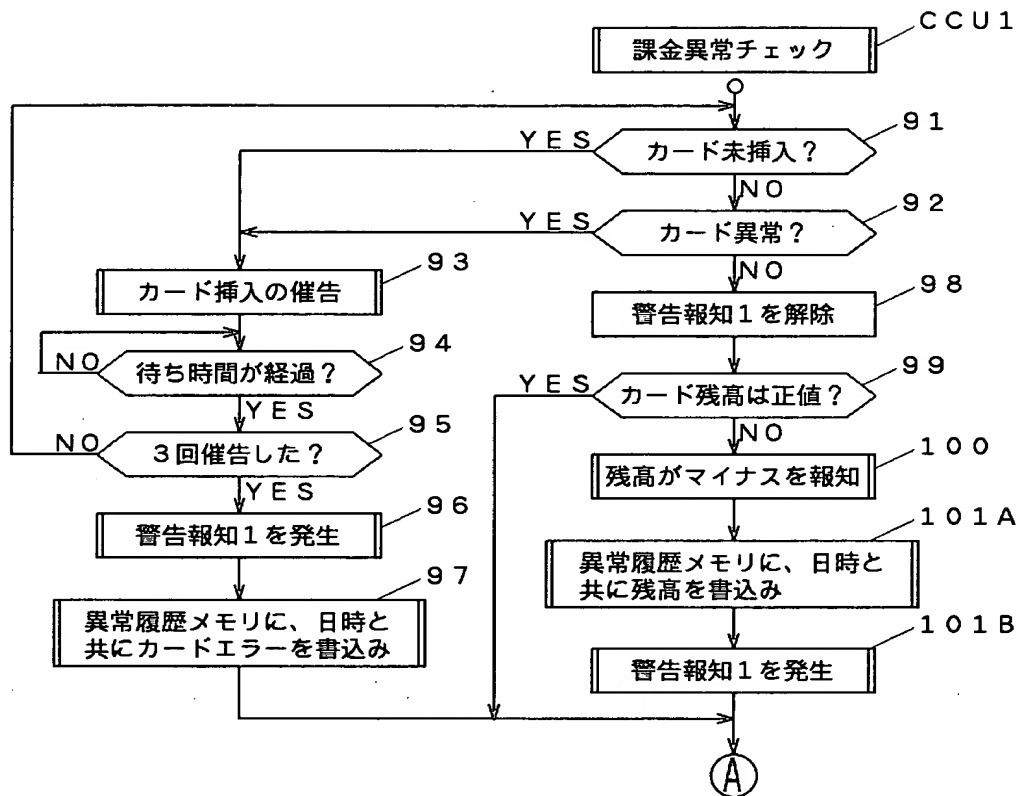 CCU1
課金異常チェック
91
YES
カード未挿入?
NO
92
YES
カード異常?
NO
93
カード挿入の催告
98
警告報知1を解除
94
NO
待ち時間が経過?
YES
99
YES
カード残高は正値?
NO
95
NO
3回催告した?
YES
100
残高がマイナスを報知
96
警告報知1を発生
101A
異常履歴メモリに、日時と
共に残高を書込み
97
異常履歴メモリに、日時と
共にカードエラーを書込み
101B
警告報知1を発生
A